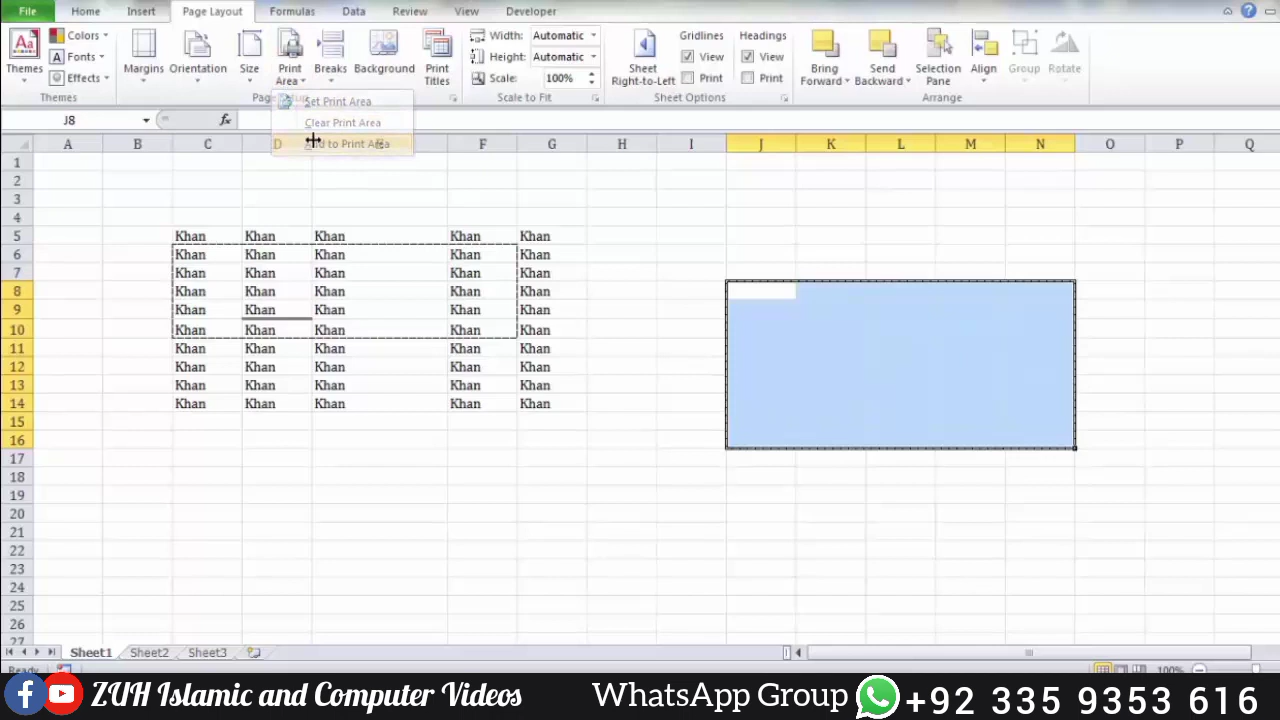 File Home Insert Page Layout Formulas Data Review View Developer
Themes Colors Fonts Effects Margins Orientation Size Print Area Breaks Background Print Titles Width: Automatic Height: Automatic Scale: 100% Sheet Right-to-Left Gridlines View Print Headings View Print Bring Forward Send Backward Selection Pane Align Group Rotate
Themes Scale to Fit Sheet Options Arrange
Set Print Area
Clear Print Area
to Print Area
J8 fx
A B C D F G H I J K L M N O P Q
1
2
3
4
5 Khan Khan Khan Khan Khan
6 Khan Khan Khan Khan Khan
7 Khan Khan Khan Khan Khan
8 Khan Khan Khan Khan Khan
9 Khan Khan Khan Khan Khan
10 Khan Khan Khan Khan Khan
11 Khan Khan Khan Khan Khan
12 Khan Khan Khan Khan Khan
13 Khan Khan Khan Khan Khan
14 Khan Khan Khan Khan Khan
15
16
17
18
19
20
21
22
23
24
25
26
27
Sheet1 Sheet2 Sheet3
Ready 100%
ZUH Islamic and Computer Videos WhatsApp Group +92 335 9353 616